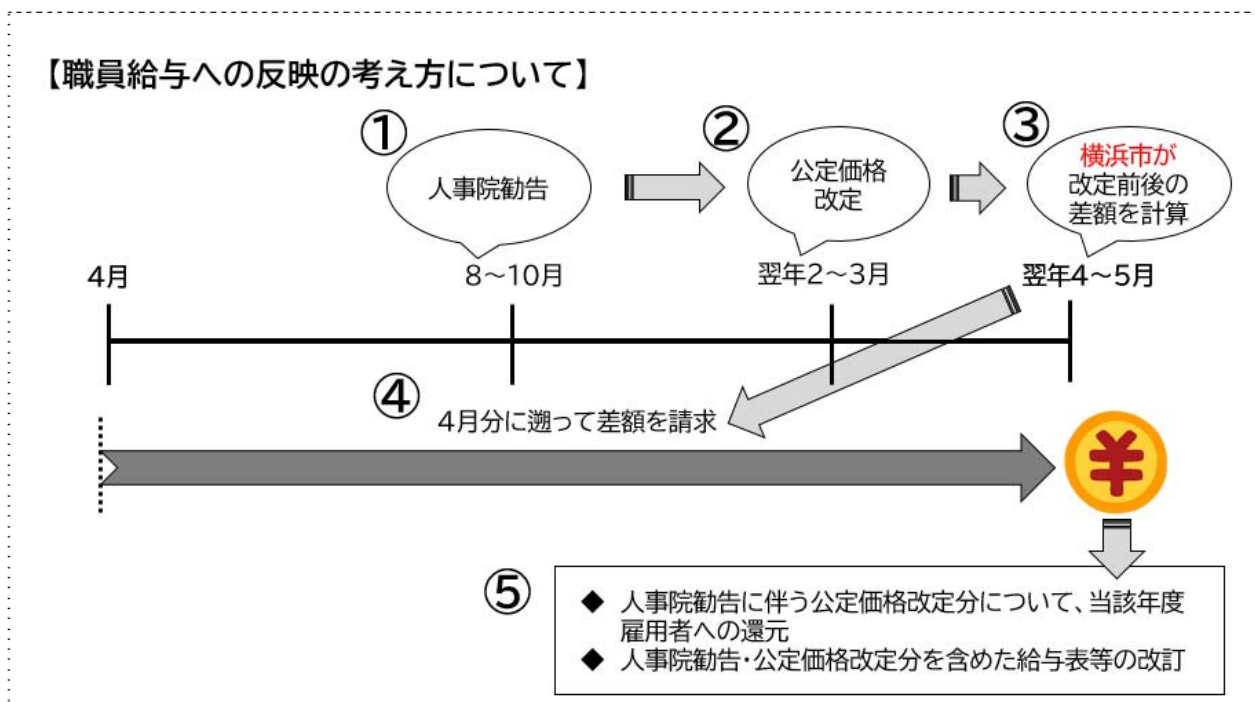 【職員給与への反映の考え方について】
①
人事院勧告
②
公定価格
改定
③
横浜市が
改定前後の
差額を計算
4月
8～10月
翌年2～3月
翌年4～5月
④
4月分に遡って差額を請求
¥
⑤
◆ 人事院勧告に伴う公定価格改定分について、当該年度
雇用者への還元
◆ 人事院勧告・公定価格改定分を含めた給与表等の改訂